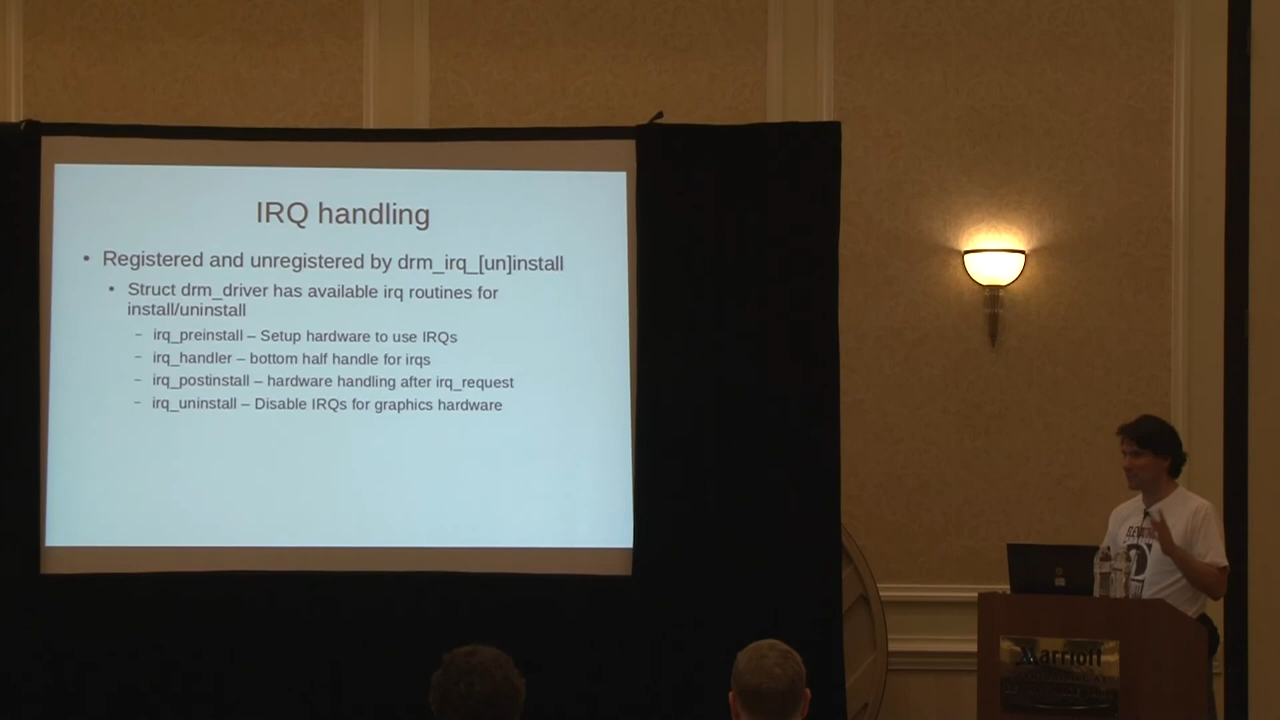 IRQ handling
• Registered and unregistered by drm_irq_[un]install
• Struct drm_driver has available irq routines for
install/uninstall
– irq_preinstall – Setup hardware to use IRQs
– irq_handler – bottom half handle for irqs
– irq_postinstall – hardware handling after irq_request
– irq_uninstall – Disable IRQs for graphics hardware
Marriott